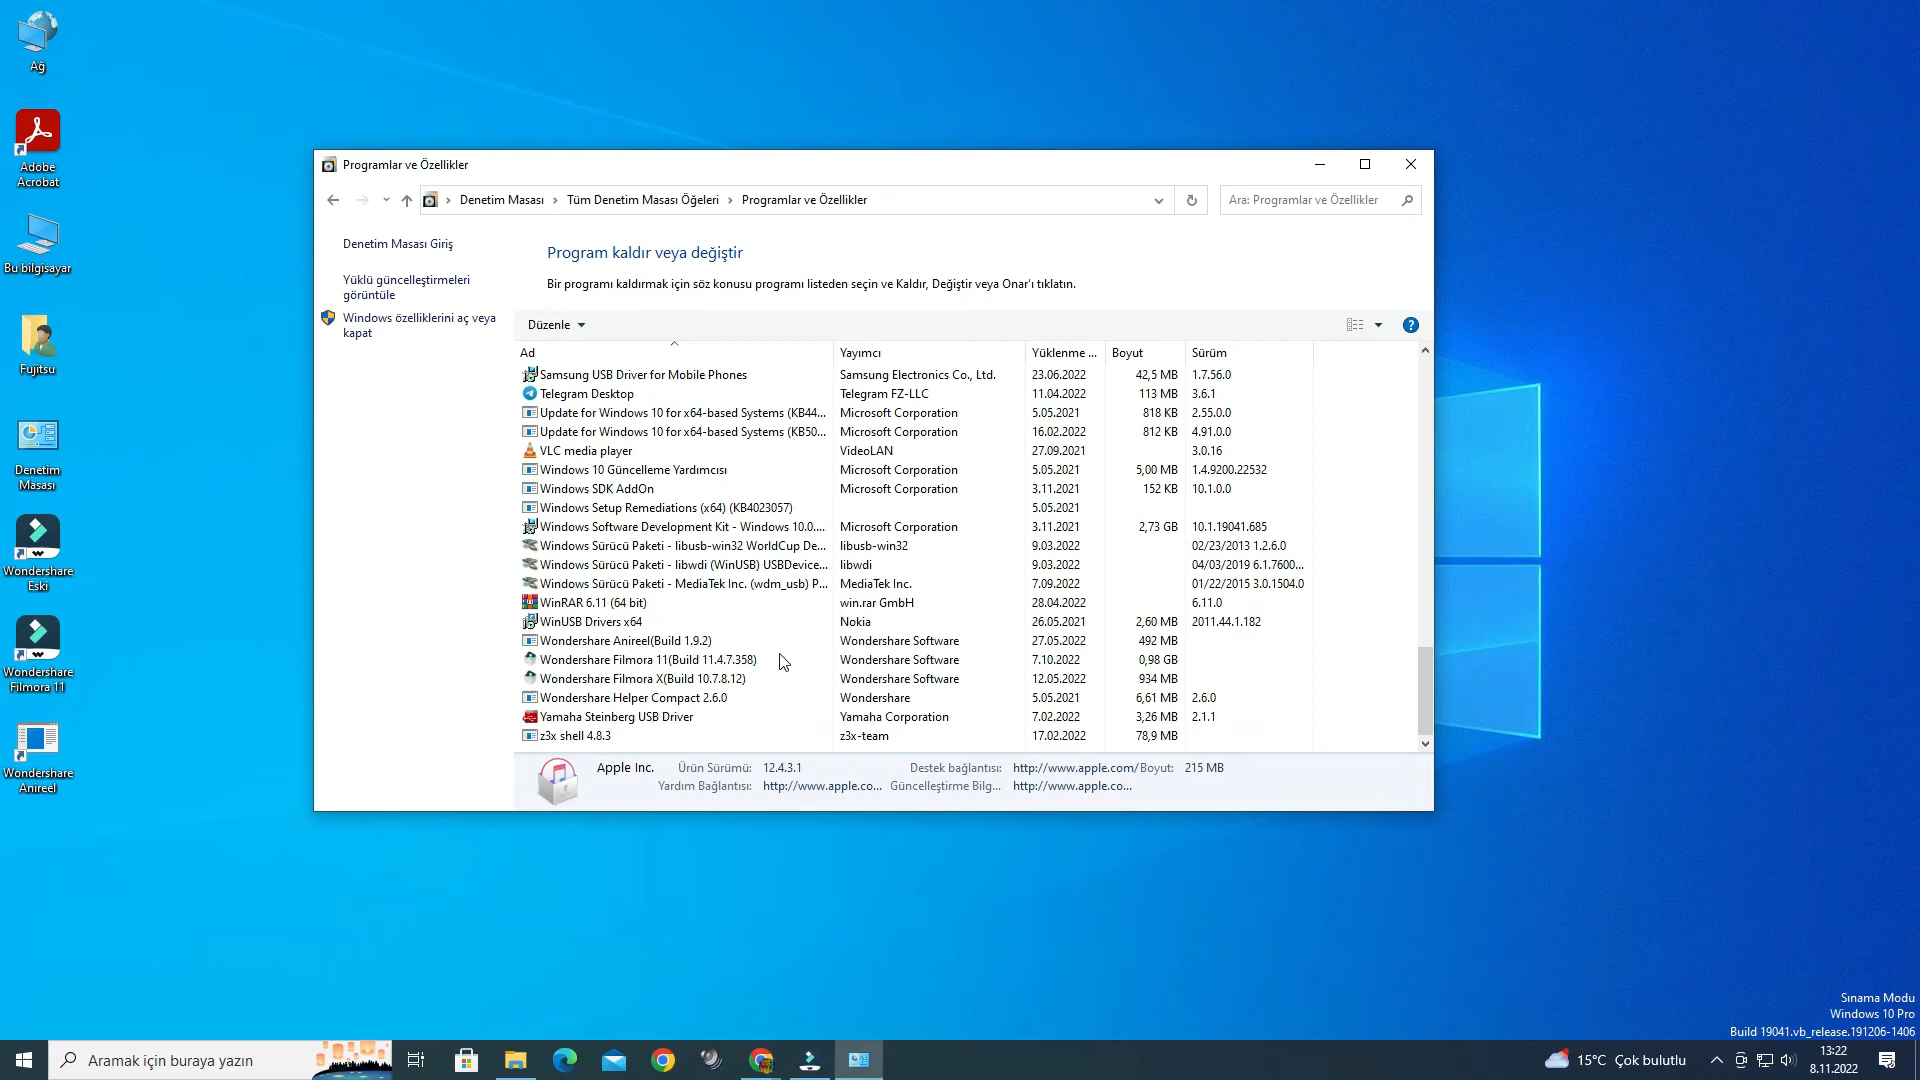 Ağ
Adobe
Acrobat
Bu bilgisayar
Fujitsu
Denetim
Masası
Wondershare
Eski
Wondershare
Filmora 11
Wondershare
Anireel
Programlar ve Özellikler
Denetim Masası › Tüm Denetim Masası Öğeleri › Programlar ve Özellikler
Ara: Programlar ve Özellikler
Denetim Masası Giriş
Yüklü güncelleştirmeleri
görüntüle
Windows özelliklerini aç veya
kapat
Program kaldır veya değiştir
Bir programı kaldırmak için söz konusu programı listeden seçin ve Kaldır, Değiştir veya Onar'ı tıklatın.
Düzenle
Ad Yayımcı Yüklenme ... Boyut Sürüm
Samsung USB Driver for Mobile Phones Samsung Electronics Co., Ltd. 23.06.2022 42,5 MB 1.7.56.0
Telegram Desktop Telegram FZ-LLC 11.04.2022 113 MB 3.6.1
Update for Windows 10 for x64-based Systems (KB44... Microsoft Corporation 5.05.2021 818 KB 2.55.0.0
Update for Windows 10 for x64-based Systems (KB50... Microsoft Corporation 16.02.2022 812 KB 4.91.0.0
VLC media player VideoLAN 27.09.2021 3.0.16
Windows 10 Güncelleme Yardımcısı Microsoft Corporation 5.05.2021 5,00 MB 1.4.9200.22532
Windows SDK AddOn Microsoft Corporation 3.11.2021 152 KB 10.1.0.0
Windows Setup Remediations (x64) (KB4023057) 5.05.2021
Windows Software Development Kit - Windows 10.0.... Microsoft Corporation 3.11.2021 2,73 GB 10.1.19041.685
Windows Sürücü Paketi - libusb-win32 WorldCup De... libusb-win32 9.03.2022 02/23/2013 1.2.6.0
Windows Sürücü Paketi - libwdi (WinUSB) USBDevice... libwdi 9.03.2022 04/03/2019 6.1.7600...
Windows Sürücü Paketi - MediaTek Inc. (wdm_usb) P... MediaTek Inc. 7.09.2022 01/22/2015 3.0.1504.0
WinRAR 6.11 (64 bit) win.rar GmbH 28.04.2022 6.11.0
WinUSB Drivers x64 Nokia 26.05.2021 2,60 MB 2011.44.1.182
Wondershare Anireel(Build 1.9.2) Wondershare Software 27.05.2022 492 MB
Wondershare Filmora 11(Build 11.4.7.358) Wondershare Software 7.10.2022 0,98 GB
Wondershare Filmora X(Build 10.7.8.12) Wondershare Software 12.05.2022 934 MB
Wondershare Helper Compact 2.6.0 Wondershare 5.05.2021 6,61 MB 2.6.0
Yamaha Steinberg USB Driver Yamaha Corporation 7.02.2022 3,26 MB 2.1.1
z3x shell 4.8.3 z3x-team 17.02.2022 78,9 MB
Apple Inc. Ürün Sürümü: 12.4.3.1 Destek bağlantısı: http://www.apple.com/ Boyut: 215 MB
Yardım Bağlantısı: http://www.apple.co... Güncelleştirme Bilg... http://www.apple.co...
Sınama Modu
Windows 10 Pro
Build 19041.vb_release.191206-1406
Aramak için buraya yazın
15°C Çok bulutlu
13:22
8.11.2022